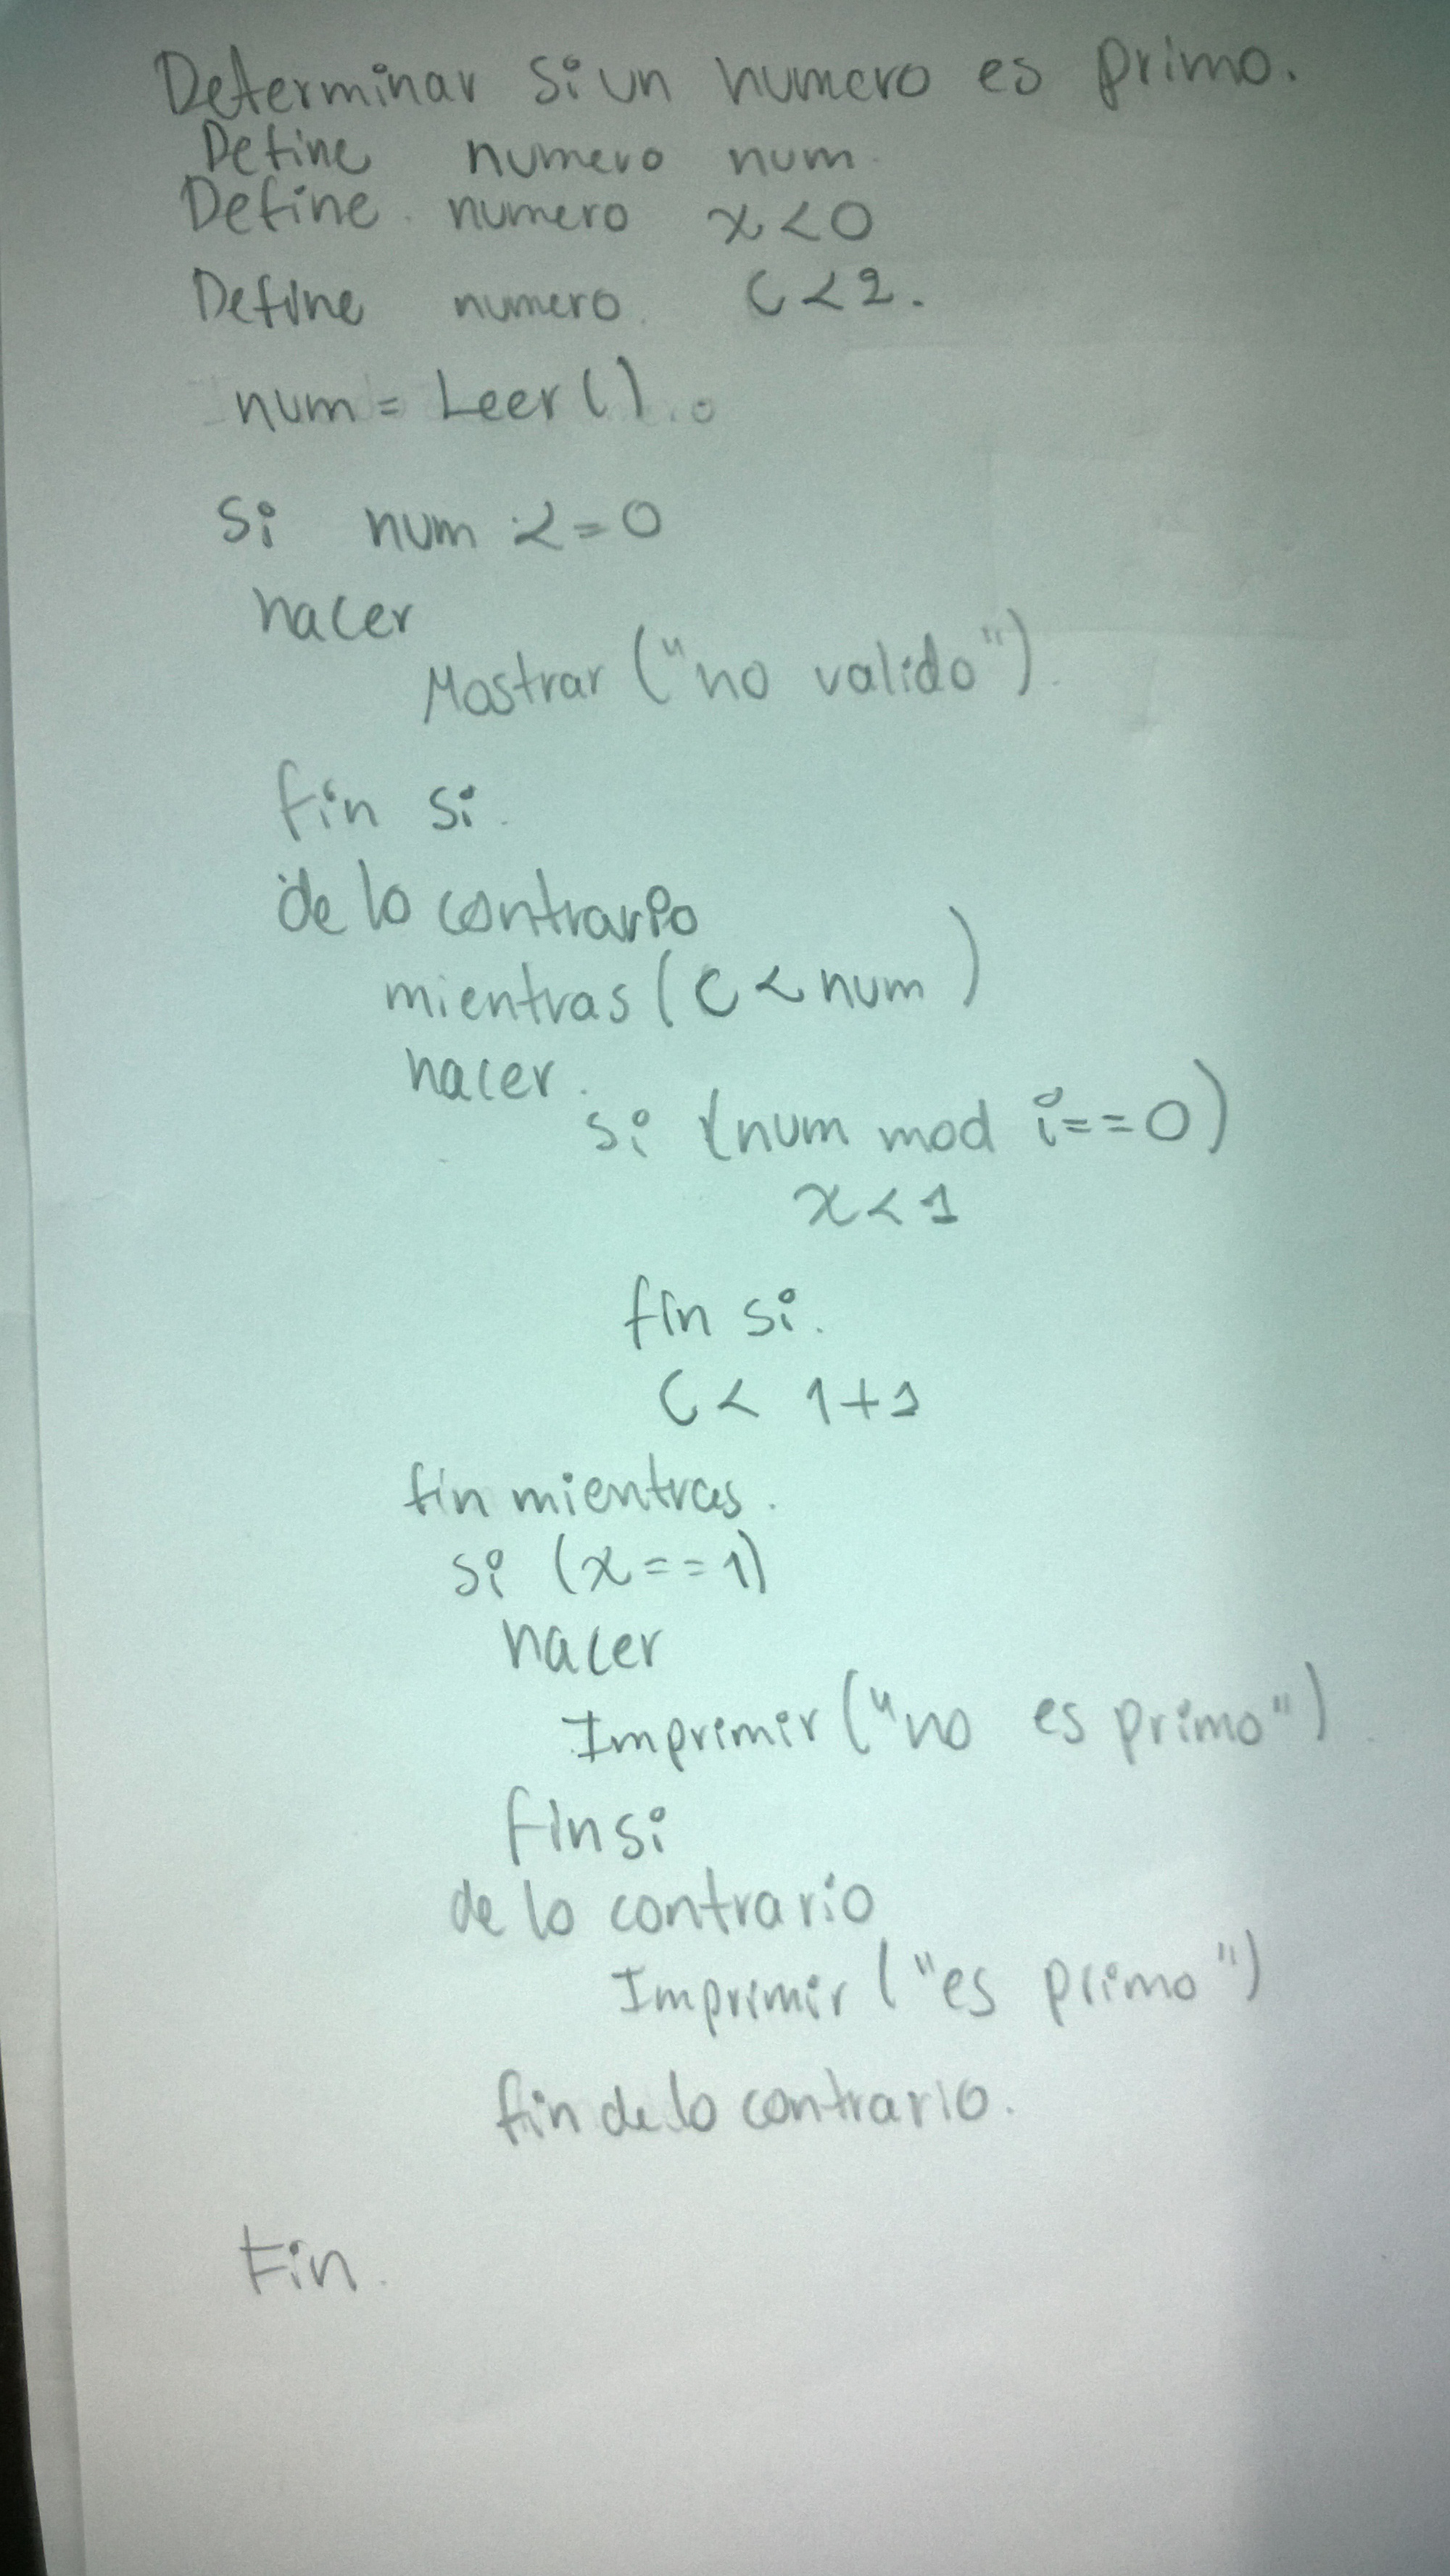 Determinar si un numero es primo.
Define numero num.
Define numero x<0
Define numero c<2.
num = Leer().
si num <=0
hacer
Mostrar ("no valido").
fin si.
de lo contrario
mientras (c < num)
hacer.
si (num mod i==0)
x<1
fin si.
c < 1+1
fin mientras.
si (x==1)
hacer
Imprimir ("no es primo")
finsi
de lo contrario
Imprimir ("es primo")
fin de lo contrario.
Fin.